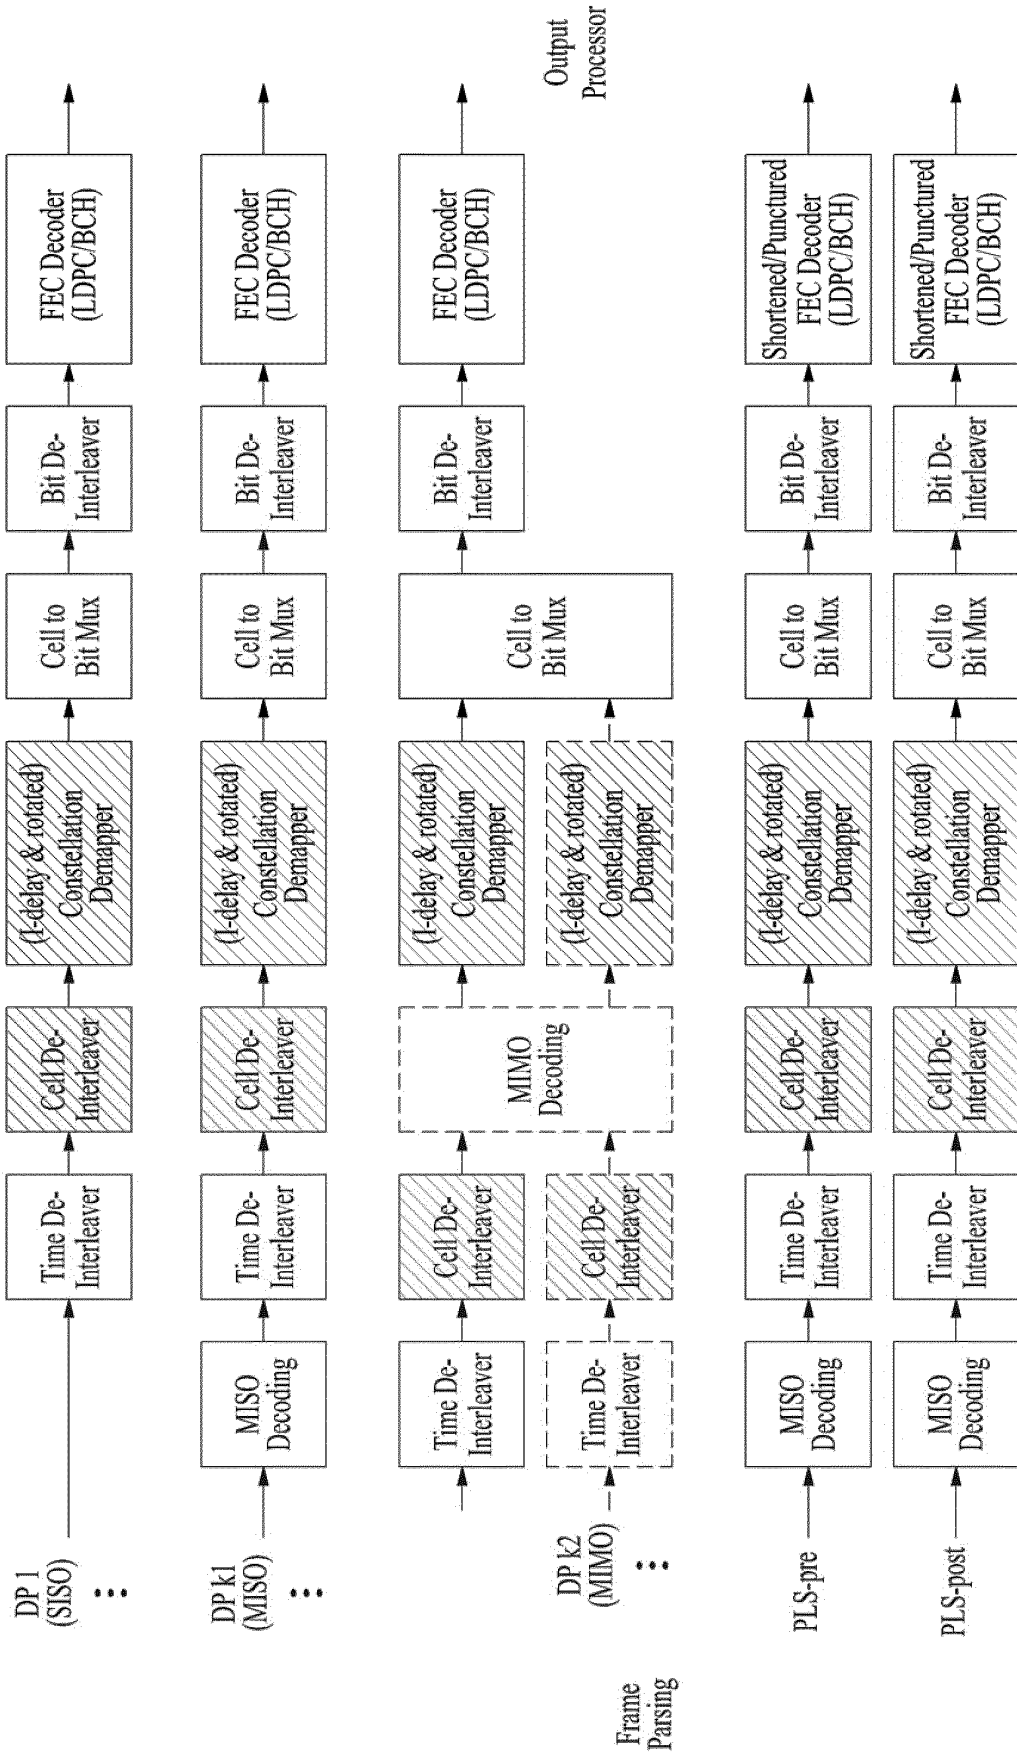 Frame
Parsing
DP 1
(SISO)
Time De-
Interleaver
Cell De-
Interleaver
(I-delay & rotated)
Constellation
Demapper
Cell to
Bit Mux
Bit De-
Interleaver
FEC Decoder
(LDPC/BCH)
DP k1
(MISO)
MISO
Decoding
Time De-
Interleaver
Cell De-
Interleaver
(I-delay & rotated)
Constellation
Demapper
Cell to
Bit Mux
Bit De-
Interleaver
FEC Decoder
(LDPC/BCH)
DP k2
(MIMO)
Time De-
Interleaver
Cell De-
Interleaver
Time De-
Interleaver
Cell De-
Interleaver
MIMO
Decoding
(I-delay & rotated)
Constellation
Demapper
(I-delay & rotated)
Constellation
Demapper
Cell to
Bit Mux
Bit De-
Interleaver
FEC Decoder
(LDPC/BCH)
Output
Processor
PLS-pre
MISO
Decoding
Time De-
Interleaver
Cell De-
Interleaver
(I-delay & rotated)
Constellation
Demapper
Cell to
Bit Mux
Bit De-
Interleaver
Shortened/Punctured
FEC Decoder
(LDPC/BCH)
PLS-post
MISO
Decoding
Time De-
Interleaver
Cell De-
Interleaver
(I-delay & rotated)
Constellation
Demapper
Cell to
Bit Mux
Bit De-
Interleaver
Shortened/Punctured
FEC Decoder
(LDPC/BCH)